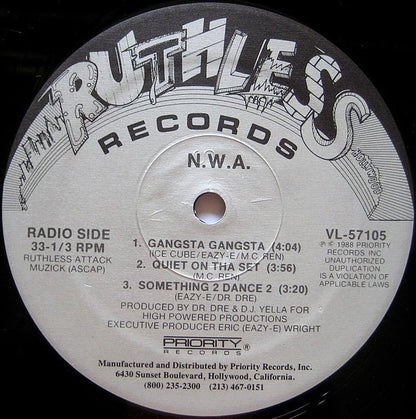 RUTHLESS
RECORDS
N.W.A.
RADIO SIDE
33-1/3 RPM
RUTHLESS ATTACK
MUZICK (ASCAP)
VL-57105
℗ © 1988 PRIORITY
RECORDS INC
UNAUTHORIZED
DUPLICATION
IS A VIOLATION OF
APPLICABLE LAWS
1. GANGSTA GANGSTA (4:04)
(ICE CUBE/EAZY-E/M.C. REN)
2. QUIET ON THA SET (3:56)
(M.C. REN)
3. SOMETHING 2 DANCE 2 (3:20)
(EAZY-E/DR. DRE)
PRODUCED BY DR. DRE & D.J. YELLA FOR
HIGH POWERED PRODUCTIONS
EXECUTIVE PRODUCER ERIC (EAZY-E) WRIGHT
PRIORITY ®
RECORDS
Manufactured and Distributed by Priority Records, Inc.
6430 Sunset Boulevard, Hollywood, California.
(800) 235-2300 (213) 467-0151